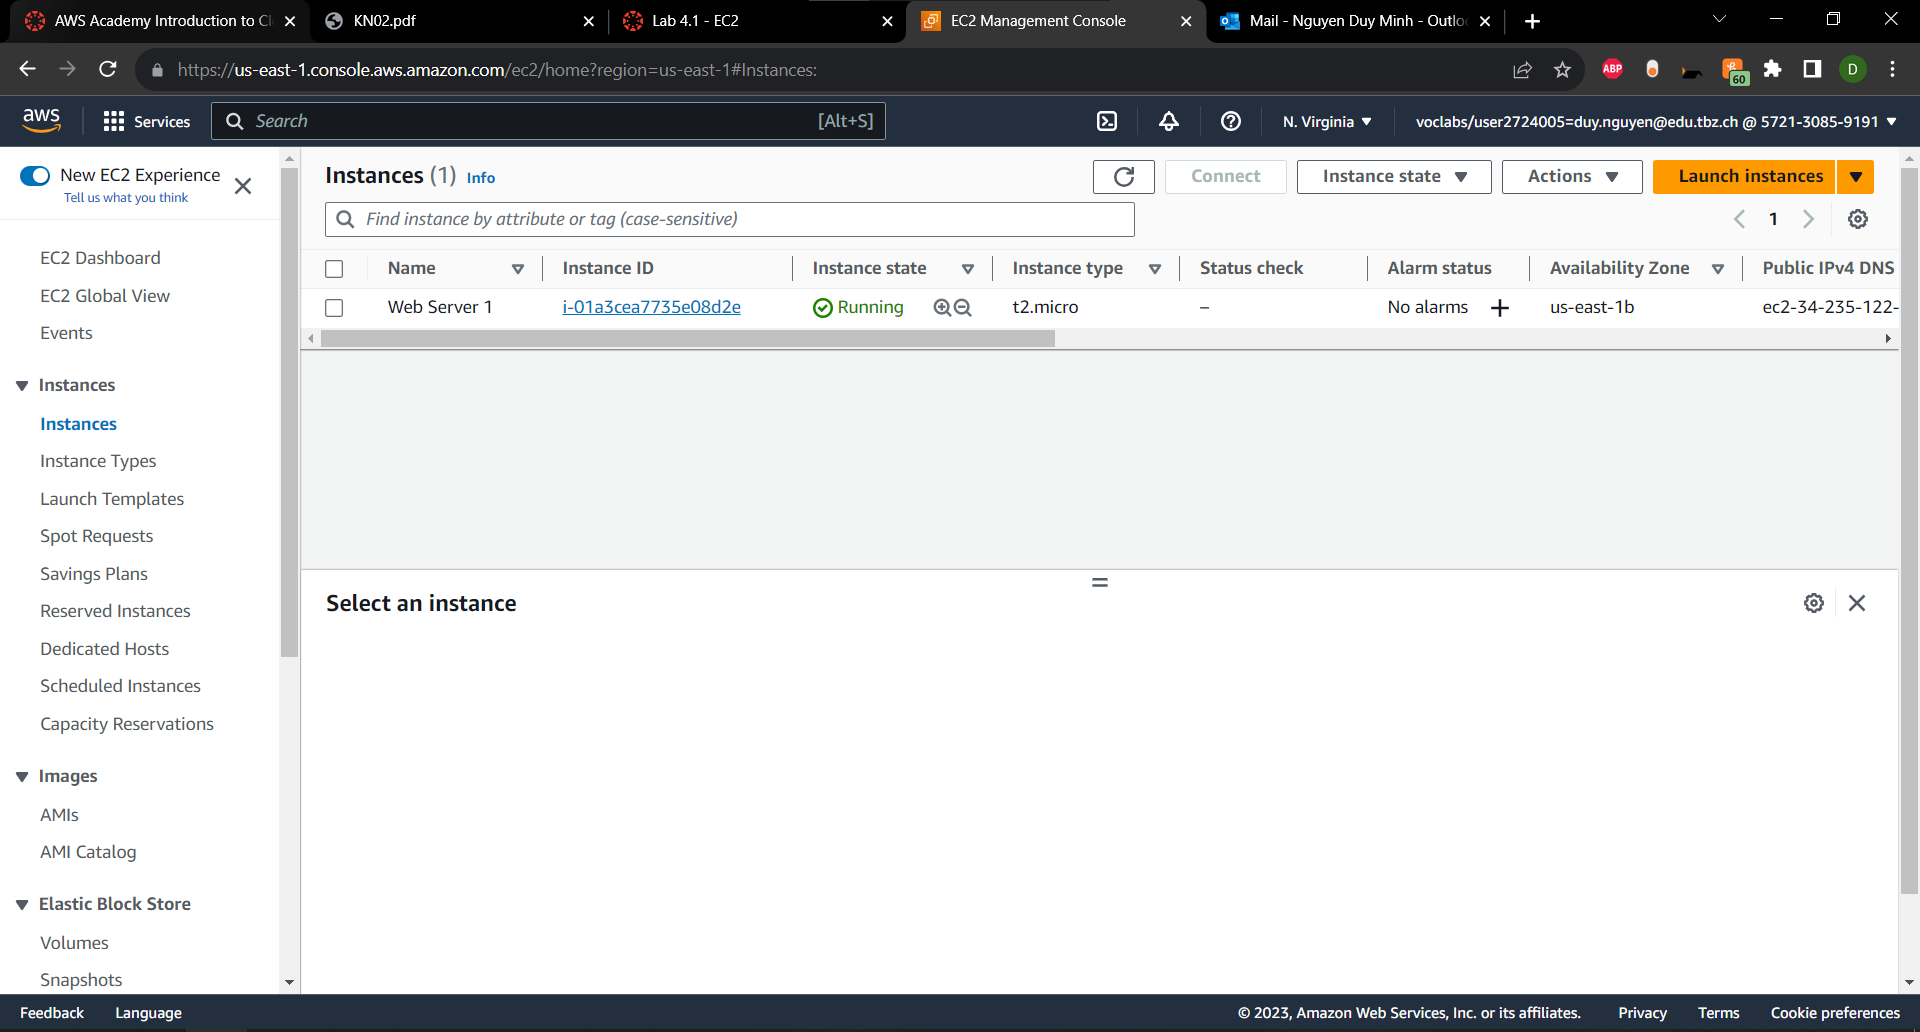 AWS Academy Introduction to Cl
KN02.pdf
Lab 4.1 - EC2
EC2 Management Console
Mail - Nguyen Duy Minh - Outlo
https://us-east-1.console.aws.amazon.com/ec2/home?region=us-east-1#Instances:
ABP
60
D
aws
Services
Search
[Alt+S]
N. Virginia
voclabs/user2724005=duy.nguyen@edu.tbz.ch @ 5721-3085-9191
New EC2 Experience
Tell us what you think
EC2 Dashboard
EC2 Global View
Events
Instances
Instances
Instance Types
Launch Templates
Spot Requests
Savings Plans
Reserved Instances
Dedicated Hosts
Scheduled Instances
Capacity Reservations
Images
AMIs
AMI Catalog
Elastic Block Store
Volumes
Snapshots
Instances (1) Info
Connect
Instance state
Actions
Launch instances
Find instance by attribute or tag (case-sensitive)
1
Name Instance ID Instance state Instance type Status check Alarm status Availability Zone Public IPv4 DNS
Web Server 1 i-01a3cea7735e08d2e Running t2.micro – No alarms us-east-1b ec2-34-235-122-
Select an instance
Feedback Language © 2023, Amazon Web Services, Inc. or its affiliates. Privacy Terms Cookie preferences